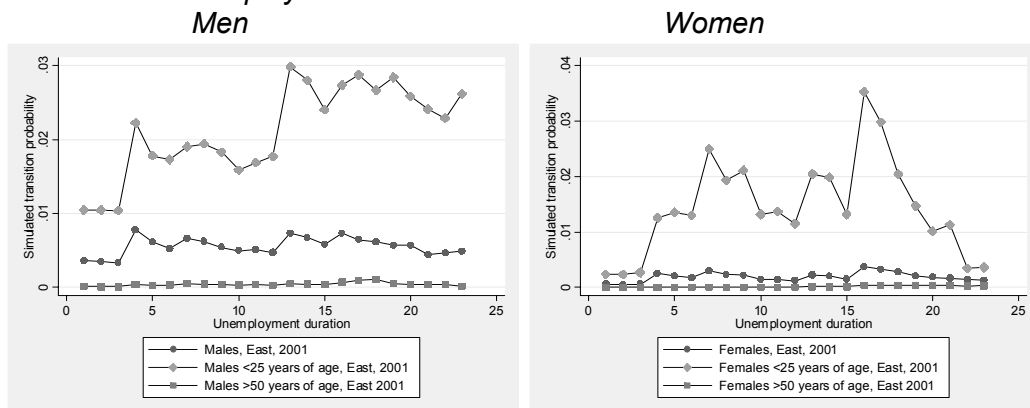 Men
Women
Simulated transition probability
.03
.02
.01
0
0
5
10
15
20
25
Unemployment duration
Males, East, 2001
Males <25 years of age, East, 2001
Males >50 years of age, East 2001
Simulated transition probability
.04
.03
.02
.01
0
0
5
10
15
20
25
Unemployment duration
Females, East, 2001
Females <25 years of age, East, 2001
Females >50 years of age, East 2001